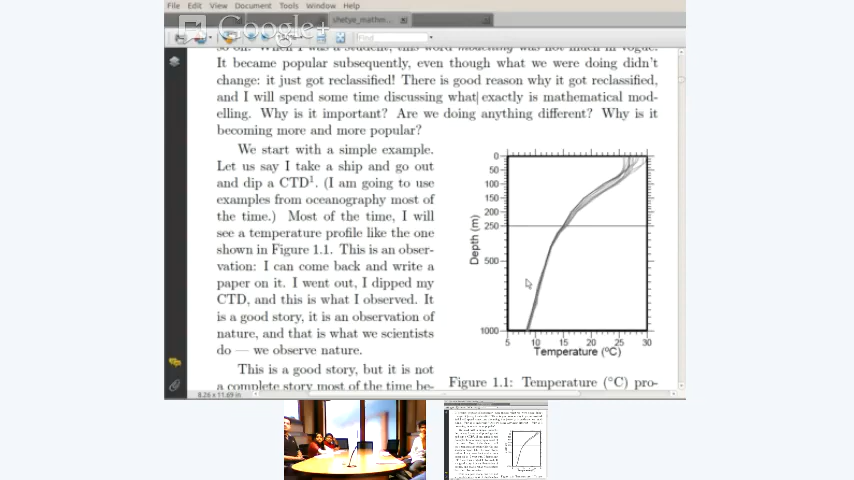 File Edit View Document Tools Window Help
shetye_mathm...
Google+
Find
so on. When I was a student, this word modelling was not much in vogue.
It became popular subsequently, even though what we were doing didn't
change: it just got reclassified! There is good reason why it got reclassified,
and I will spend some time discussing what exactly is mathematical mod-
elling. Why is it important? Are we doing anything different? Why is it
becoming more and more popular?
We start with a simple example.
Let us say I take a ship and go out
and dip a CTD1. (I am going to use
examples from oceanography most of
the time.) Most of the time, I will
see a temperature profile like the one
shown in Figure 1.1. This is an obser-
vation: I can come back and write a
paper on it. I went out, I dipped my
CTD, and this is what I observed. It
is a good story, it is an observation of
nature, and that is what we scientists
do — we observe nature.
This is a good story, but it is not
a complete story most of the time be-
0
50
100
150
200
250
500
1000
Depth (m)
5 10 15 20 25 30
Temperature (°C)
Figure 1.1: Temperature (°C) pro-
8.26 x 11.69 in